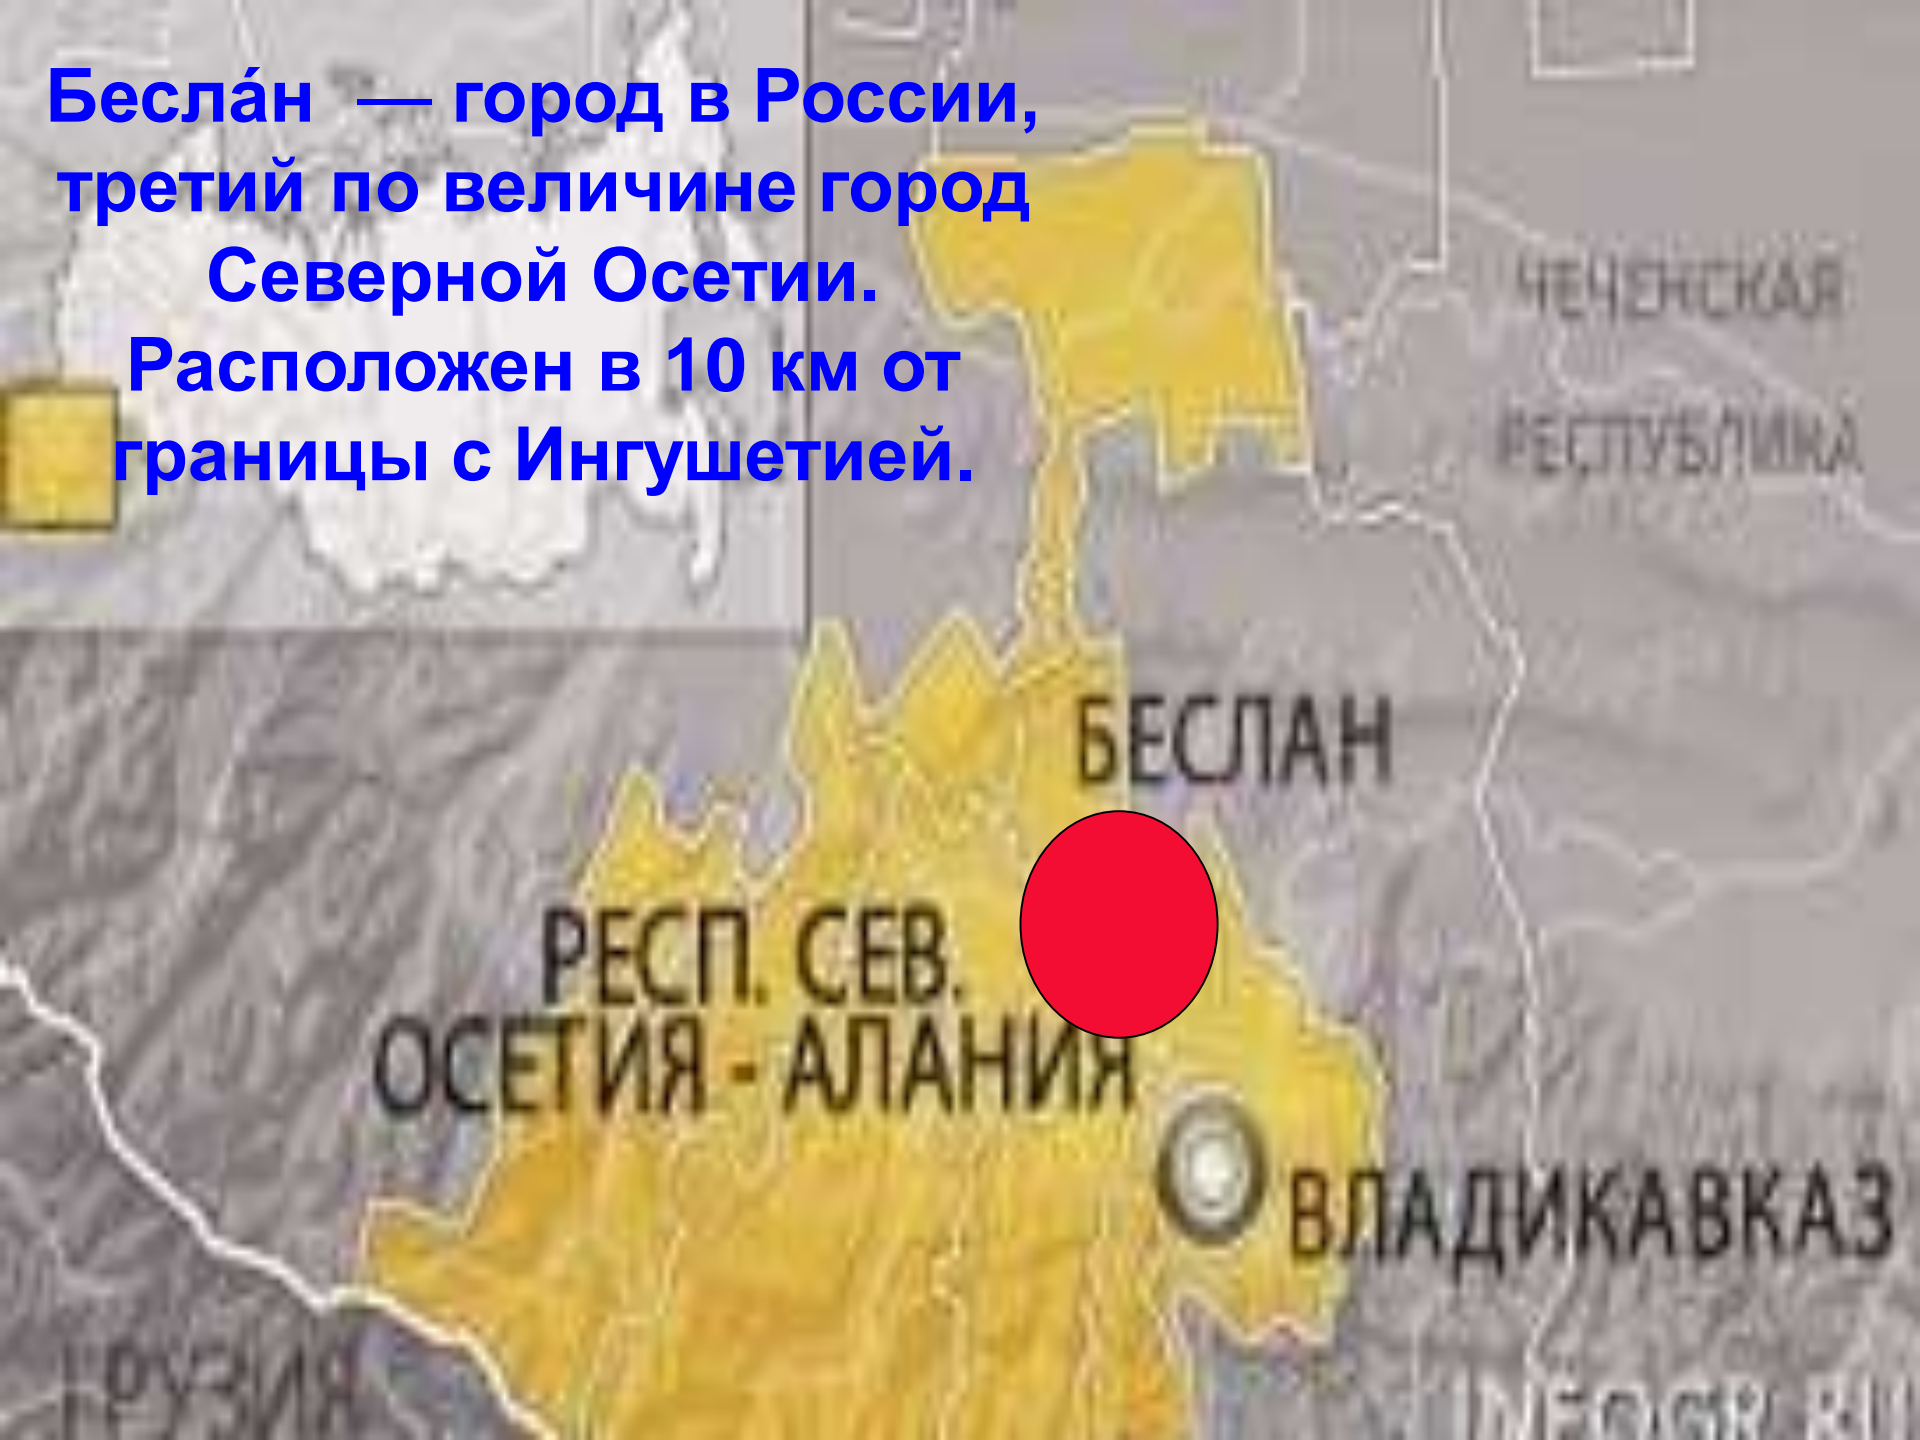 Бесла́н — город в России,
третий по величине город
Северной Осетии.
Расположен в 10 км от
границы с Ингушетией.
ЧЕЧЕНСКАЯ
РЕСПУБЛИКА
БЕСЛАН
РЕСП. СЕВ.
ОСЕТИЯ - АЛАНИЯ
ВЛАДИКАВКАЗ
ГРУЗИЯ